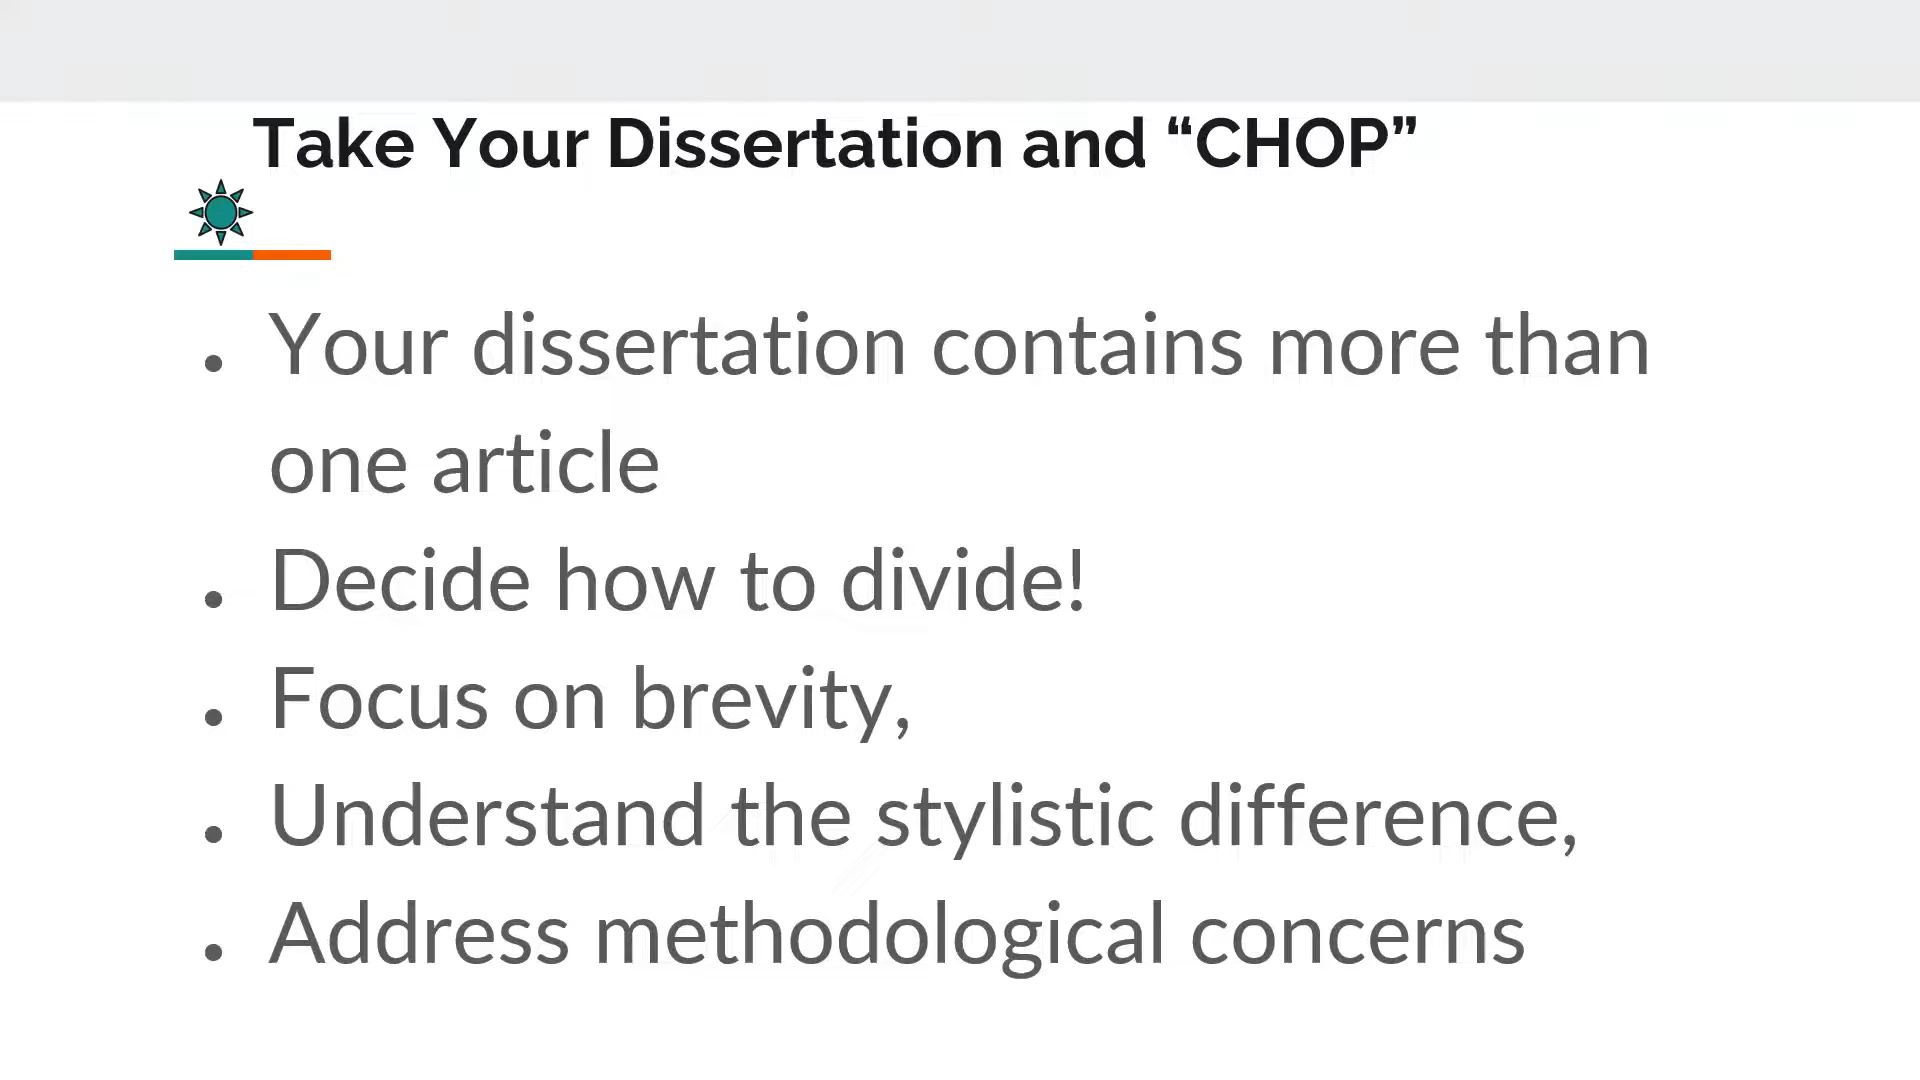 Take Your Dissertation and “CHOP”
• Your dissertation contains more than
one article
• Decide how to divide!
• Focus on brevity,
• Understand the stylistic difference,
• Address methodological concerns